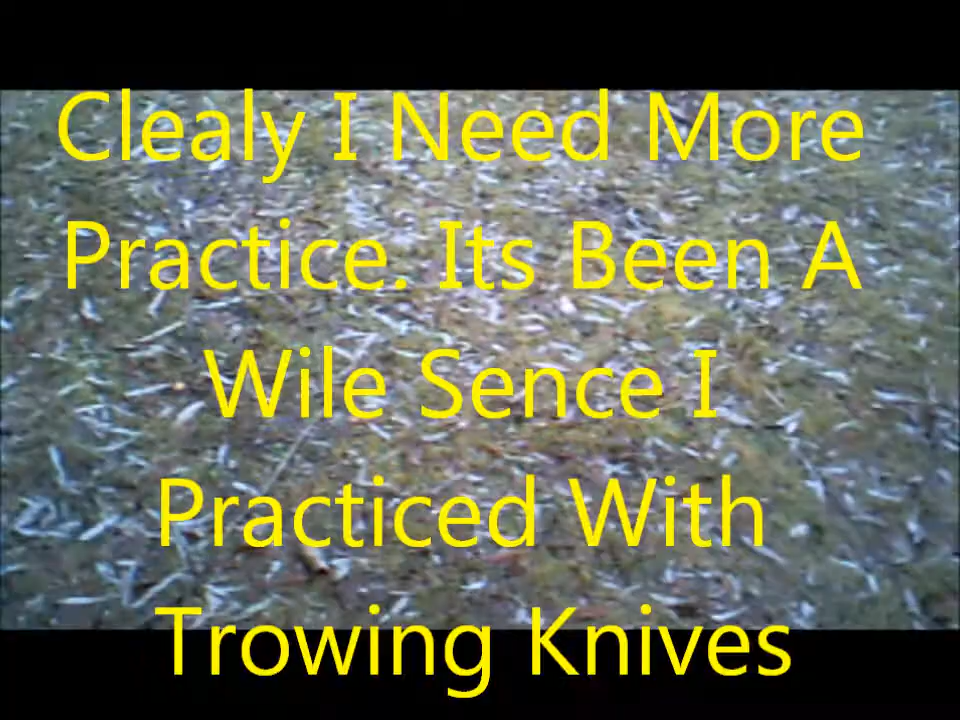 Clealy I Need More
Practice. Its Been A
Wile Sence I
Practiced With
Trowing Knives